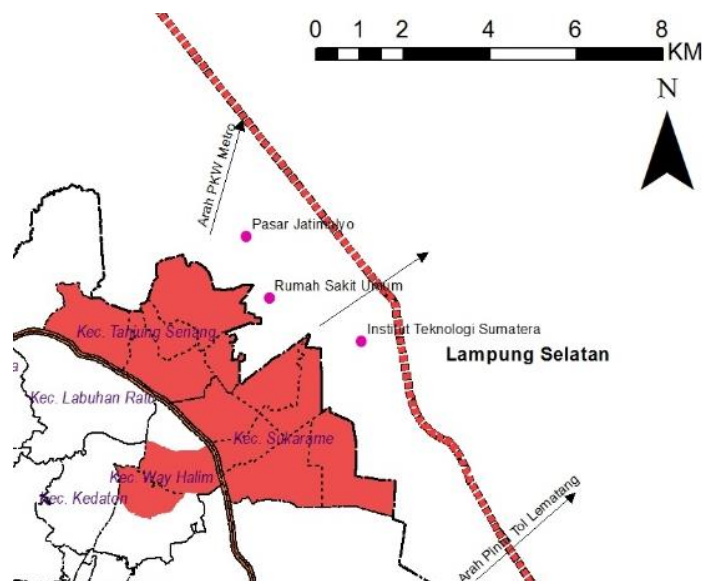 0 1 2 4 6 8
KM
N
Arah PKW Metro
Pasar Jatimulyo
Rumah Sakit Umum
Institut Teknologi Sumatera
Kec. Tanjung Senang
Lampung Selatan
a
Kec. Labuhan Ratu
Kec. Sukarame
Kec. Way Halim
Kec. Kedaton
Arah Pintu Tol Lematang